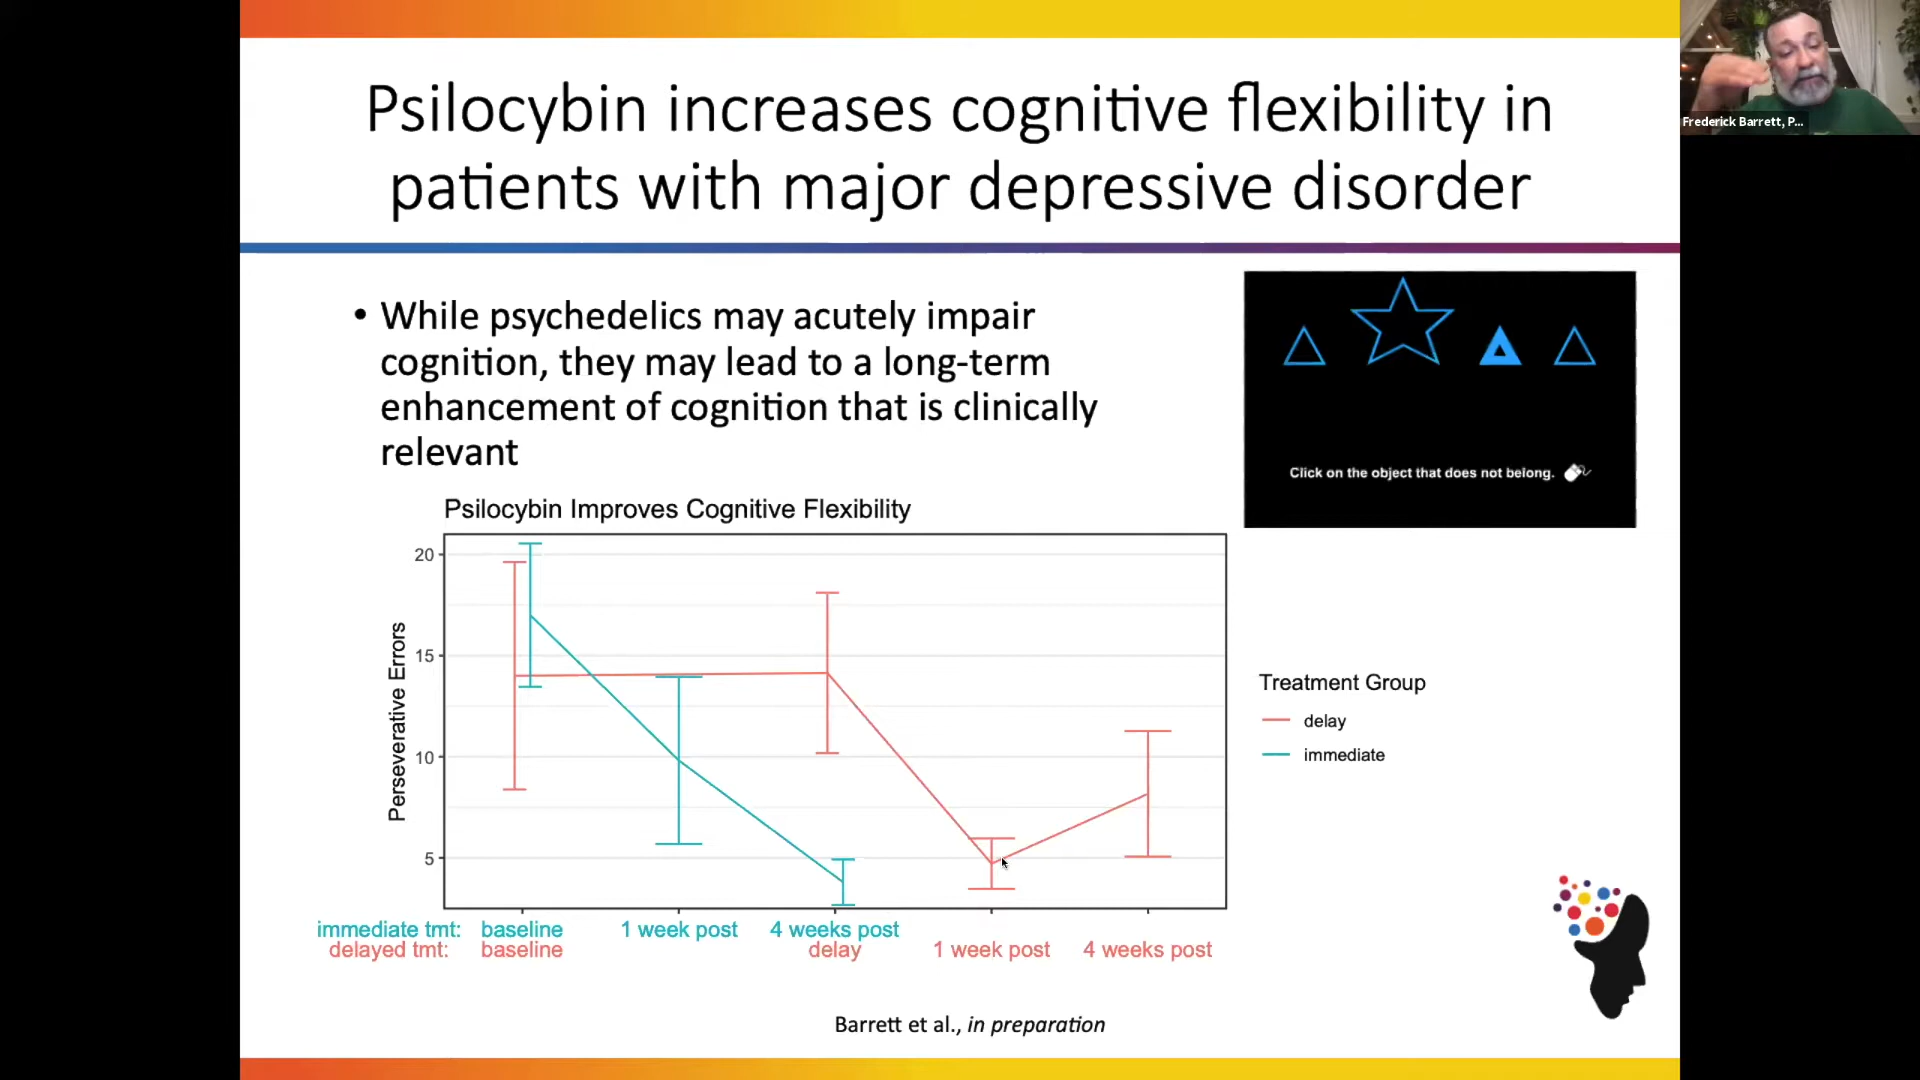 Psilocybin increases cognitive flexibility in
patients with major depressive disorder
Frederick Barrett, P...
• While psychedelics may acutely impair
cognition, they may lead to a long-term
enhancement of cognition that is clinically
relevant
Click on the object that does not belong.
Psilocybin Improves Cognitive Flexibility
Perseverative Errors
20
15
10
5
Treatment Group
delay
immediate
immediate tmt: baseline 1 week post 4 weeks post
delayed tmt: baseline delay 1 week post 4 weeks post
Barrett et al., in preparation